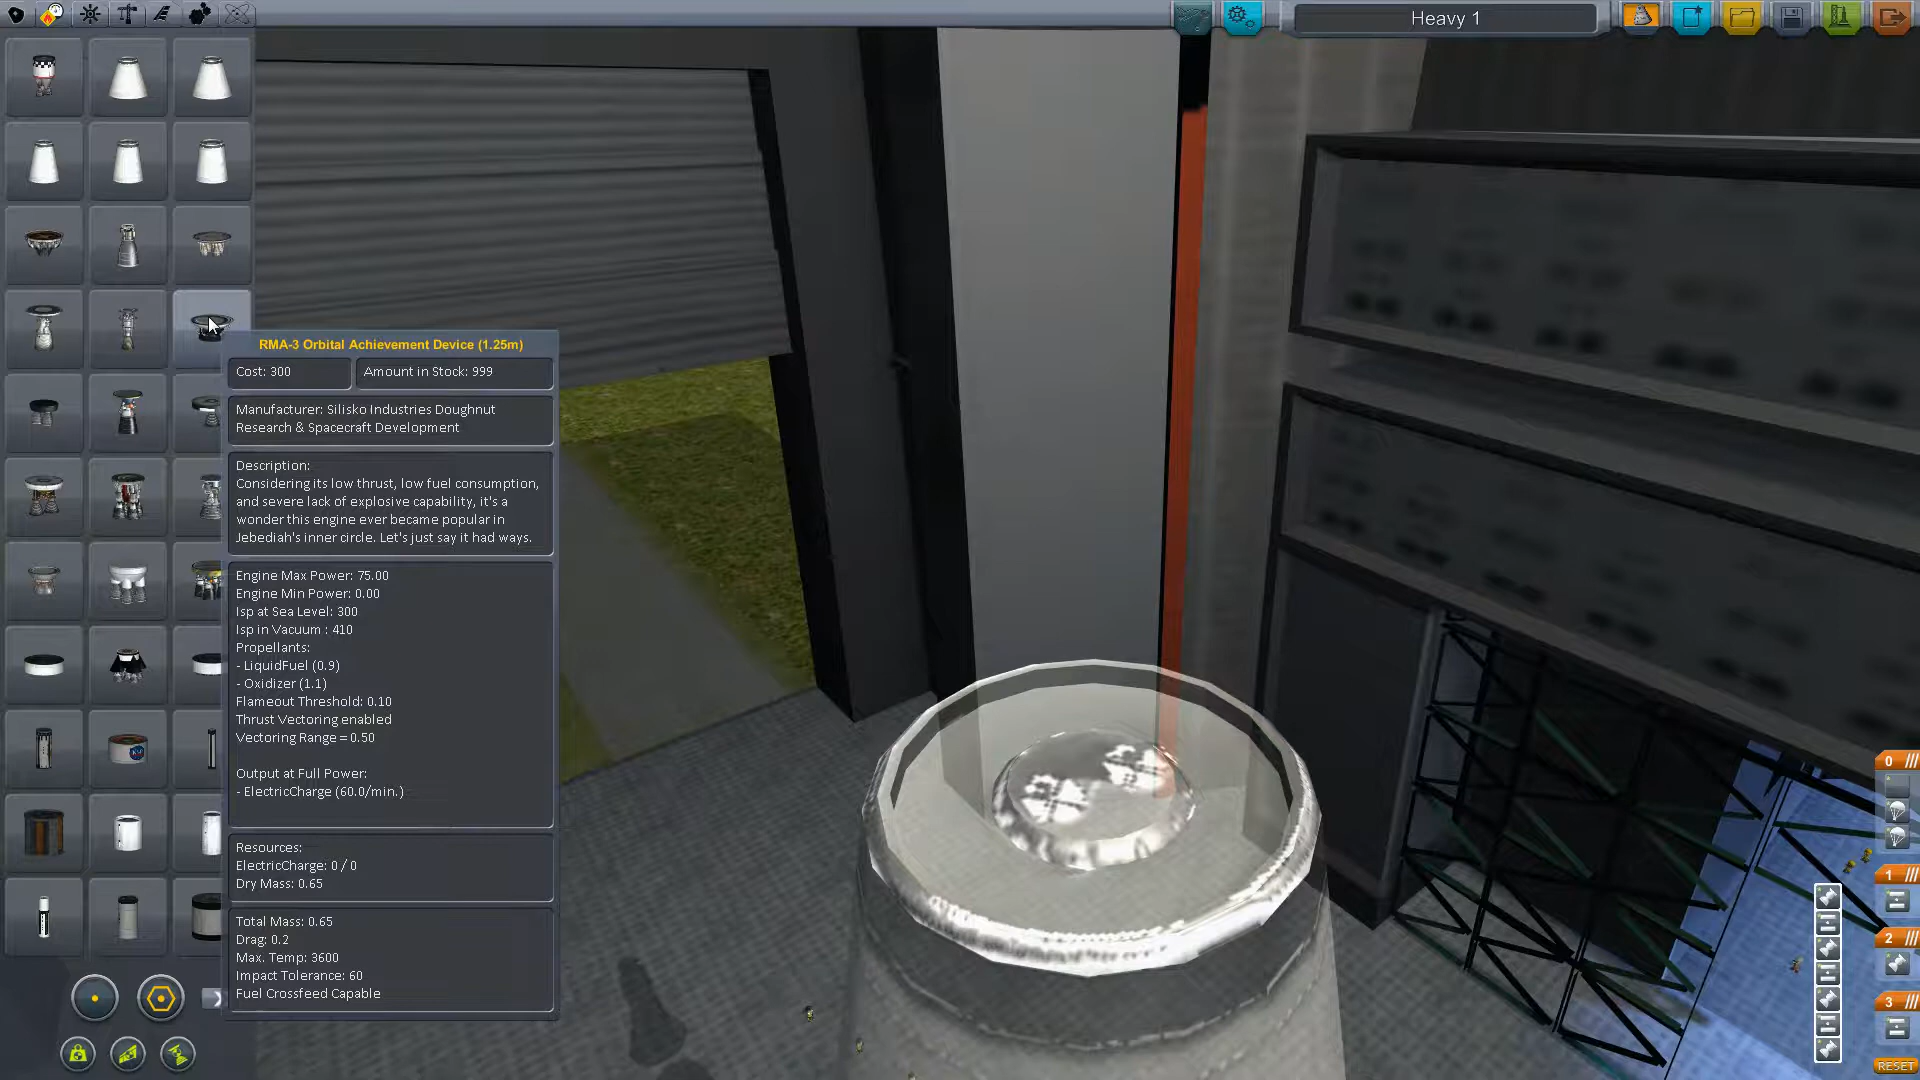 Heavy 1
RMA-3 Orbital Achievement Device (1.25m)
Cost: 300
Amount in Stock: 999
Manufacturer: Silisko Industries Doughnut
Research & Spacecraft Development
Description:
Considering its low thrust, low fuel consumption,
and severe lack of explosive capability, it's a
wonder this engine ever became popular in
Jebediah's inner circle. Let's just say it had ways.
Engine Max Power: 75.00
Engine Min Power: 0.00
Isp at Sea Level: 300
Isp in Vacuum : 410
Propellants:
- LiquidFuel (0.9)
- Oxidizer (1.1)
Flameout Threshold: 0.10
Thrust Vectoring enabled
Vectoring Range = 0.50
Output at Full Power:
- ElectricCharge (60.0/min.)
Resources:
ElectricCharge: 0 / 0
Dry Mass: 0.65
Total Mass: 0.65
Drag: 0.2
Max. Temp: 3600
Impact Tolerance: 60
Fuel Crossfeed Capable
0
1
2
3
RESET